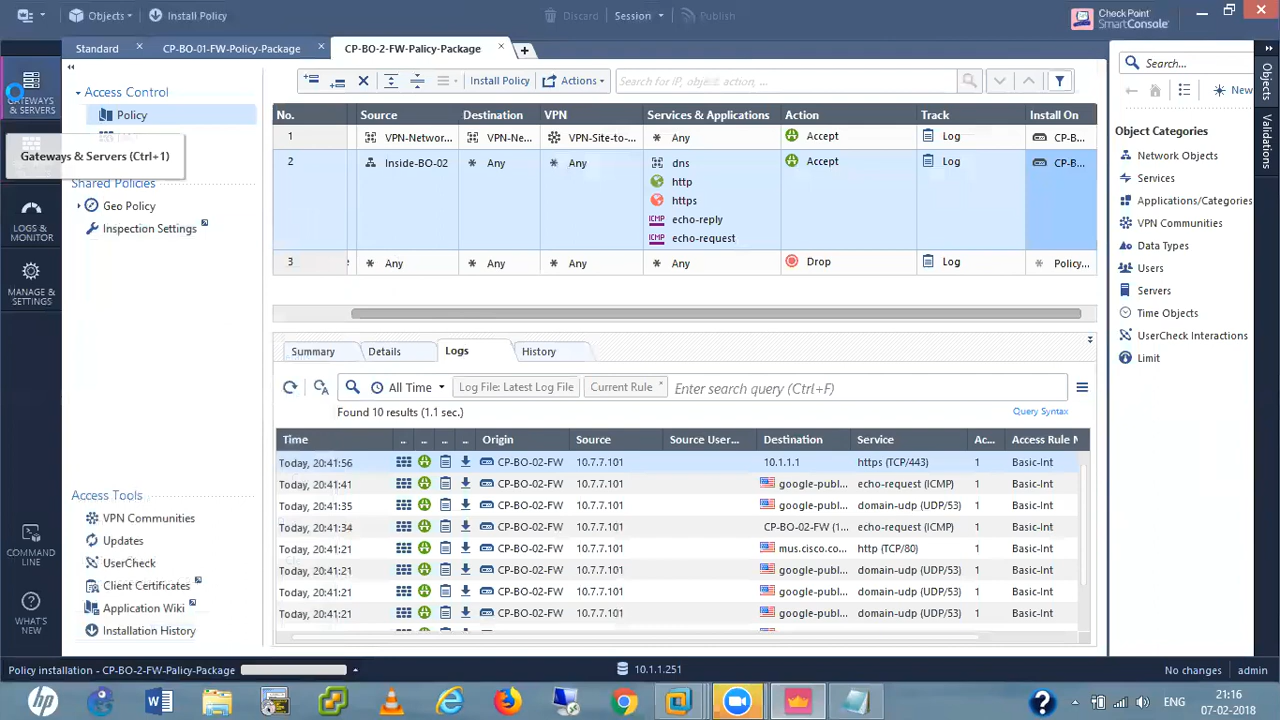 Objects
Install Policy
Discard
Session
Publish
Check Point
SmartConsole
Standard
CP-BO-01-FW-Policy-Package
CP-BO-2-FW-Palicy-Package
GATEWAYS
& SERVERS
LOGS &
MONITOR
MANAGE &
SETTINGS
COMMAND
LINE
WHAT'S
NEW
Access Control
Policy
Gateways & Servers (Ctrl+1)
Shared Policies
Geo Policy
Inspection Settings
Access Tools
VPN Communities
Updates
UserCheck
Client Certificates
Application Wiki
Installation History
Install Policy
Actions
Search for IP, object, action, ...
No. Source Destination VPN Services & Applications Action Track Install On
1 VPN-Networ... VPN-Ne... VPN-Site-to-... Any Accept Log CP-B...
2 Inside-BO-02 Any Any dns Accept Log CP-B...
http
https
ICMP echo-reply
ICMP echo-request
3 Any Any Any Any Drop Log Policy...
Summary Details Logs History
All Time Log File: Latest Log File Current Rule Enter search query (Ctrl+F)
Found 10 results (1.1 sec.)
Query Syntax
Time .. .. .. .. Origin Source Source User... Destination Service Ac... Access Rule N
Today, 20:41:56 CP-BO-02-FW 10.7.7.101 10.1.1.1 https (TCP/443) 1 Basic-Int
Today, 20:41:41 CP-BO-02-FW 10.7.7.101 google-publ... echo-request (ICMP) 1 Basic-Int
Today, 20:41:35 CP-BO-02-FW 10.7.7.101 google-publ... domain-udp (UDP/53) 1 Basic-Int
Today, 20:41:34 CP-BO-02-FW 10.7.7.101 CP-BO-02-FW (1... echo-request (ICMP) 1 Basic-Int
Today, 20:41:21 CP-BO-02-FW 10.7.7.101 mus.cisco.co... http (TCP/80) 1 Basic-Int
Today, 20:41:21 CP-BO-02-FW 10.7.7.101 google-publ... domain-udp (UDP/53) 1 Basic-Int
Today, 20:41:21 CP-BO-02-FW 10.7.7.101 google-publ... domain-udp (UDP/53) 1 Basic-Int
Today, 20:41:21 CP-BO-02-FW 10.7.7.101 google-publ... domain-udp (UDP/53) 1 Basic-Int
Search...
New
Object Categories
Network Objects
Services
Applications/Categories
VPN Communities
Data Types
Users
Servers
Time Objects
UserCheck Interactions
Limit
Objects
Validations
Policy installation - CP-BO-2-FW-Palicy-Package
10.1.1.251
No changes
admin
hp
ENG
21:16
07-02-2018